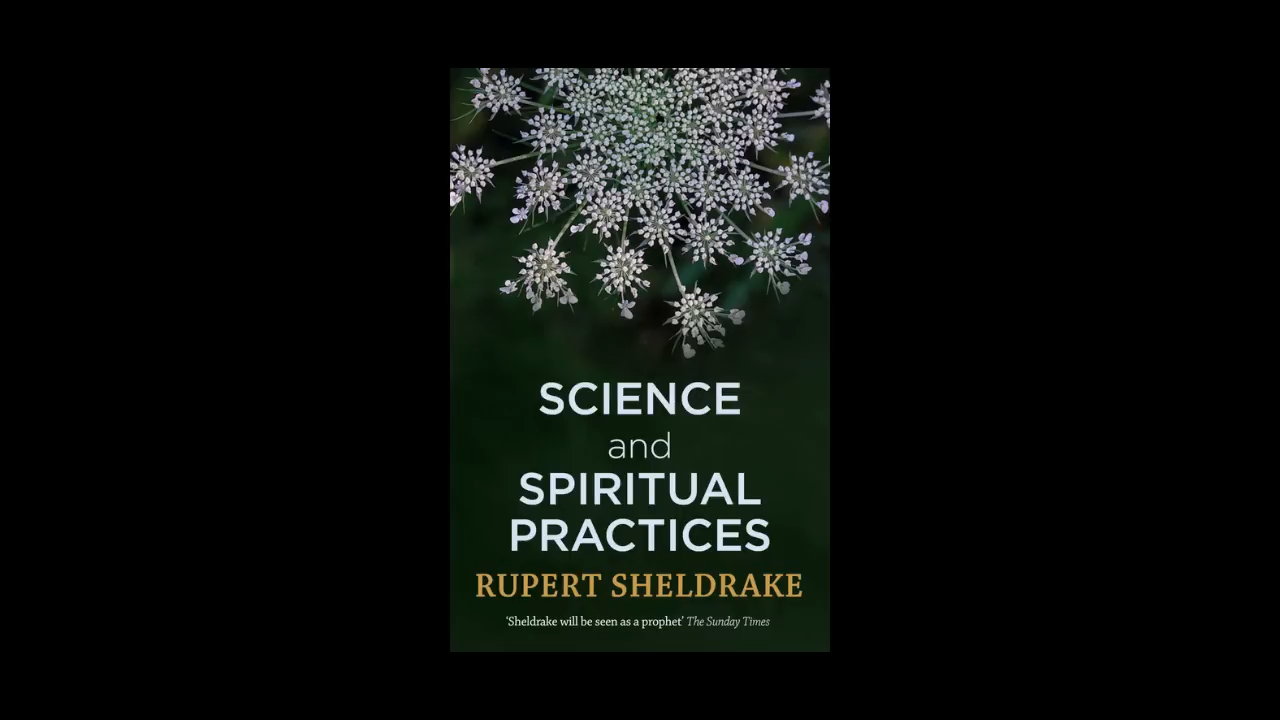 SCIENCE
and
SPIRITUAL
PRACTICES
RUPERT SHELDRAKE
‘Sheldrake will be seen as a prophet’ The Sunday Times